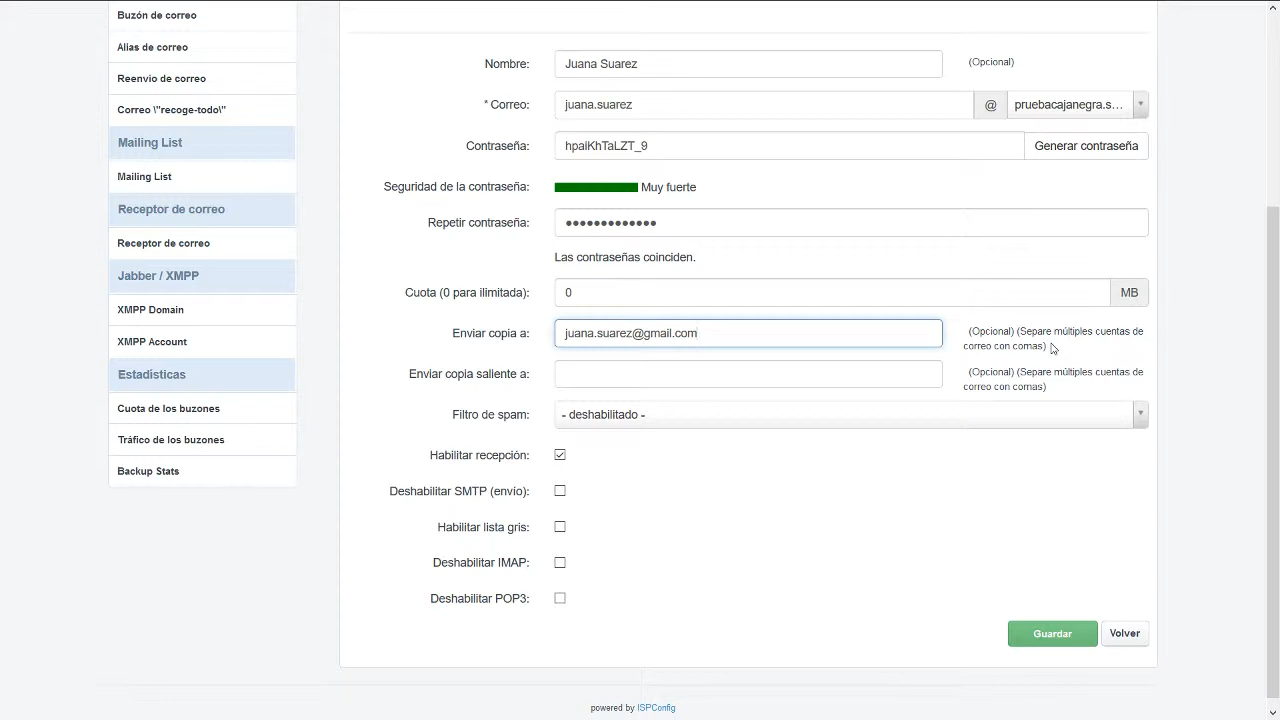 Buzón de correo
Alias de correo
Reenvio de correo
Correo \"recoge-todo\"
Mailing List
Mailing List
Receptor de correo
Receptor de correo
Jabber / XMPP
XMPP Domain
XMPP Account
Estadísticas
Cuota de los buzones
Tráfico de los buzones
Backup Stats
Nombre: Juana Suarez (Opcional)
* Correo: juana.suarez @ pruebacajanegra.s...
Contraseña: hpaiKhTaLZT_9 Generar contraseña
Seguridad de la contraseña: Muy fuerte
Repetir contraseña: •••••••••••••
Las contraseñas coinciden.
Cuota (0 para ilimitada): 0 MB
Enviar copia a: juana.suarez@gmail.com (Opcional) (Separe múltiples cuentas de
correo con comas)
Enviar copia saliente a: (Opcional) (Separe múltiples cuentas de
correo con comas)
Filtro de spam: - deshabilitado -
Habilitar recepción:
Deshabilitar SMTP (envío):
Habilitar lista gris:
Deshabilitar IMAP:
Deshabilitar POP3:
Guardar Volver
powered by ISPConfig